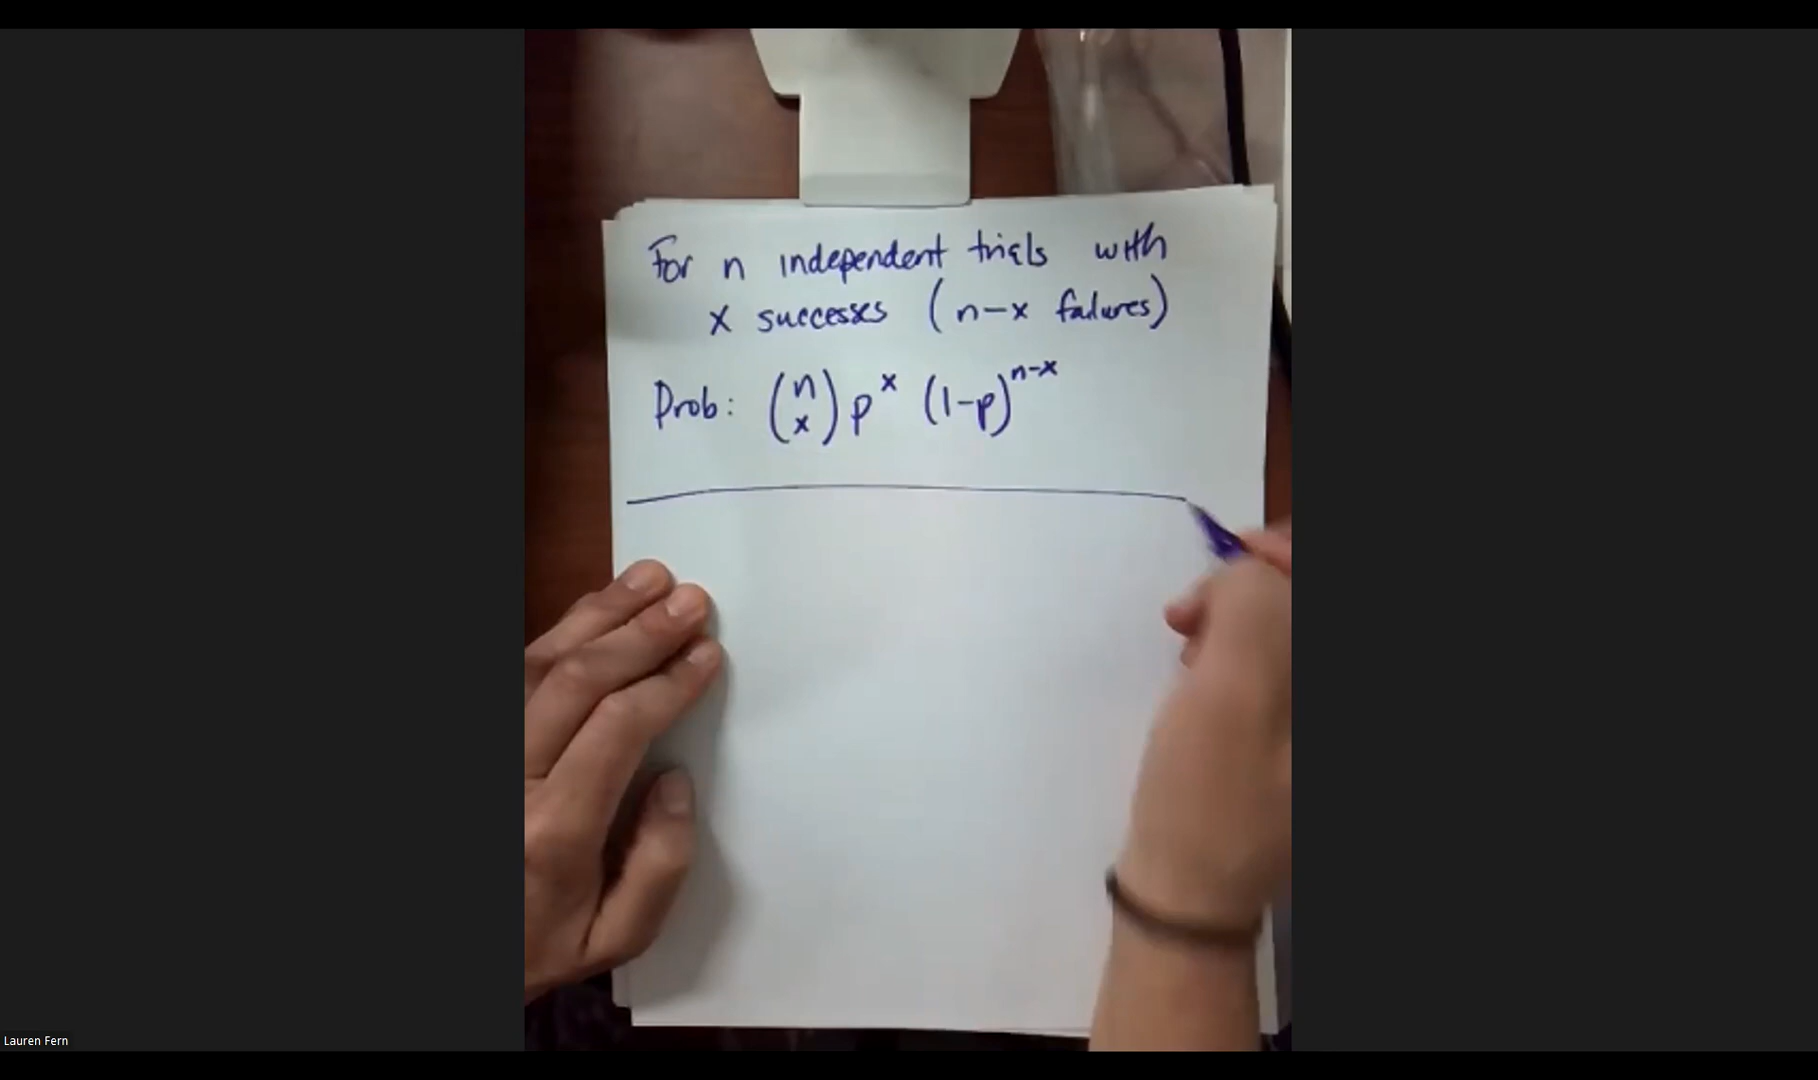 For n independent trials with
x successes (n-x failures)
Prob: (n x) p^x (1-p)^n-x
Lauren Fern